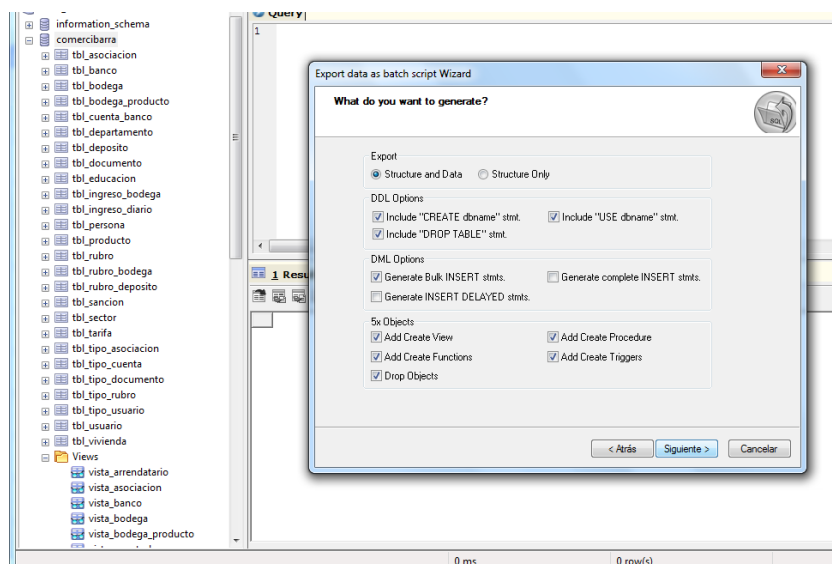 information_schema
comercibarra
tbl_asociacion
tbl_banco
tbl_bodega
tbl_bodega_producto
tbl_cuenta_banco
tbl_departamento
tbl_deposito
tbl_documento
tbl_educacion
tbl_ingreso_bodega
tbl_ingreso_diario
tbl_persona
tbl_producto
tbl_rubro
tbl_rubro_bodega
tbl_rubro_deposito
tbl_sancion
tbl_sector
tbl_tarifa
tbl_tipo_asociacion
tbl_tipo_cuenta
tbl_tipo_documento
tbl_tipo_rubro
tbl_tipo_usuario
tbl_usuario
tbl_vivienda
Views
vista_arrendatario
vista_asociacion
vista_banco
vista_bodega
vista_bodega_producto
Query
1
1 Resu
Export data as batch script Wizard
What do you want to generate?
SQL
Export
Structure and Data Structure Only
DDL Options
Include "CREATE dbname" stmt. Include "USE dbname" stmt.
Include "DROP TABLE" stmt.
DML Options
Generate Bulk INSERT stmts. Generate complete INSERT stmts.
Generate INSERT DELAYED stmts.
5x Objects
Add Create View Add Create Procedure
Add Create Functions Add Create Triggers
Drop Objects
< Atrás Siguiente > Cancelar
0 ms 0 row(s)